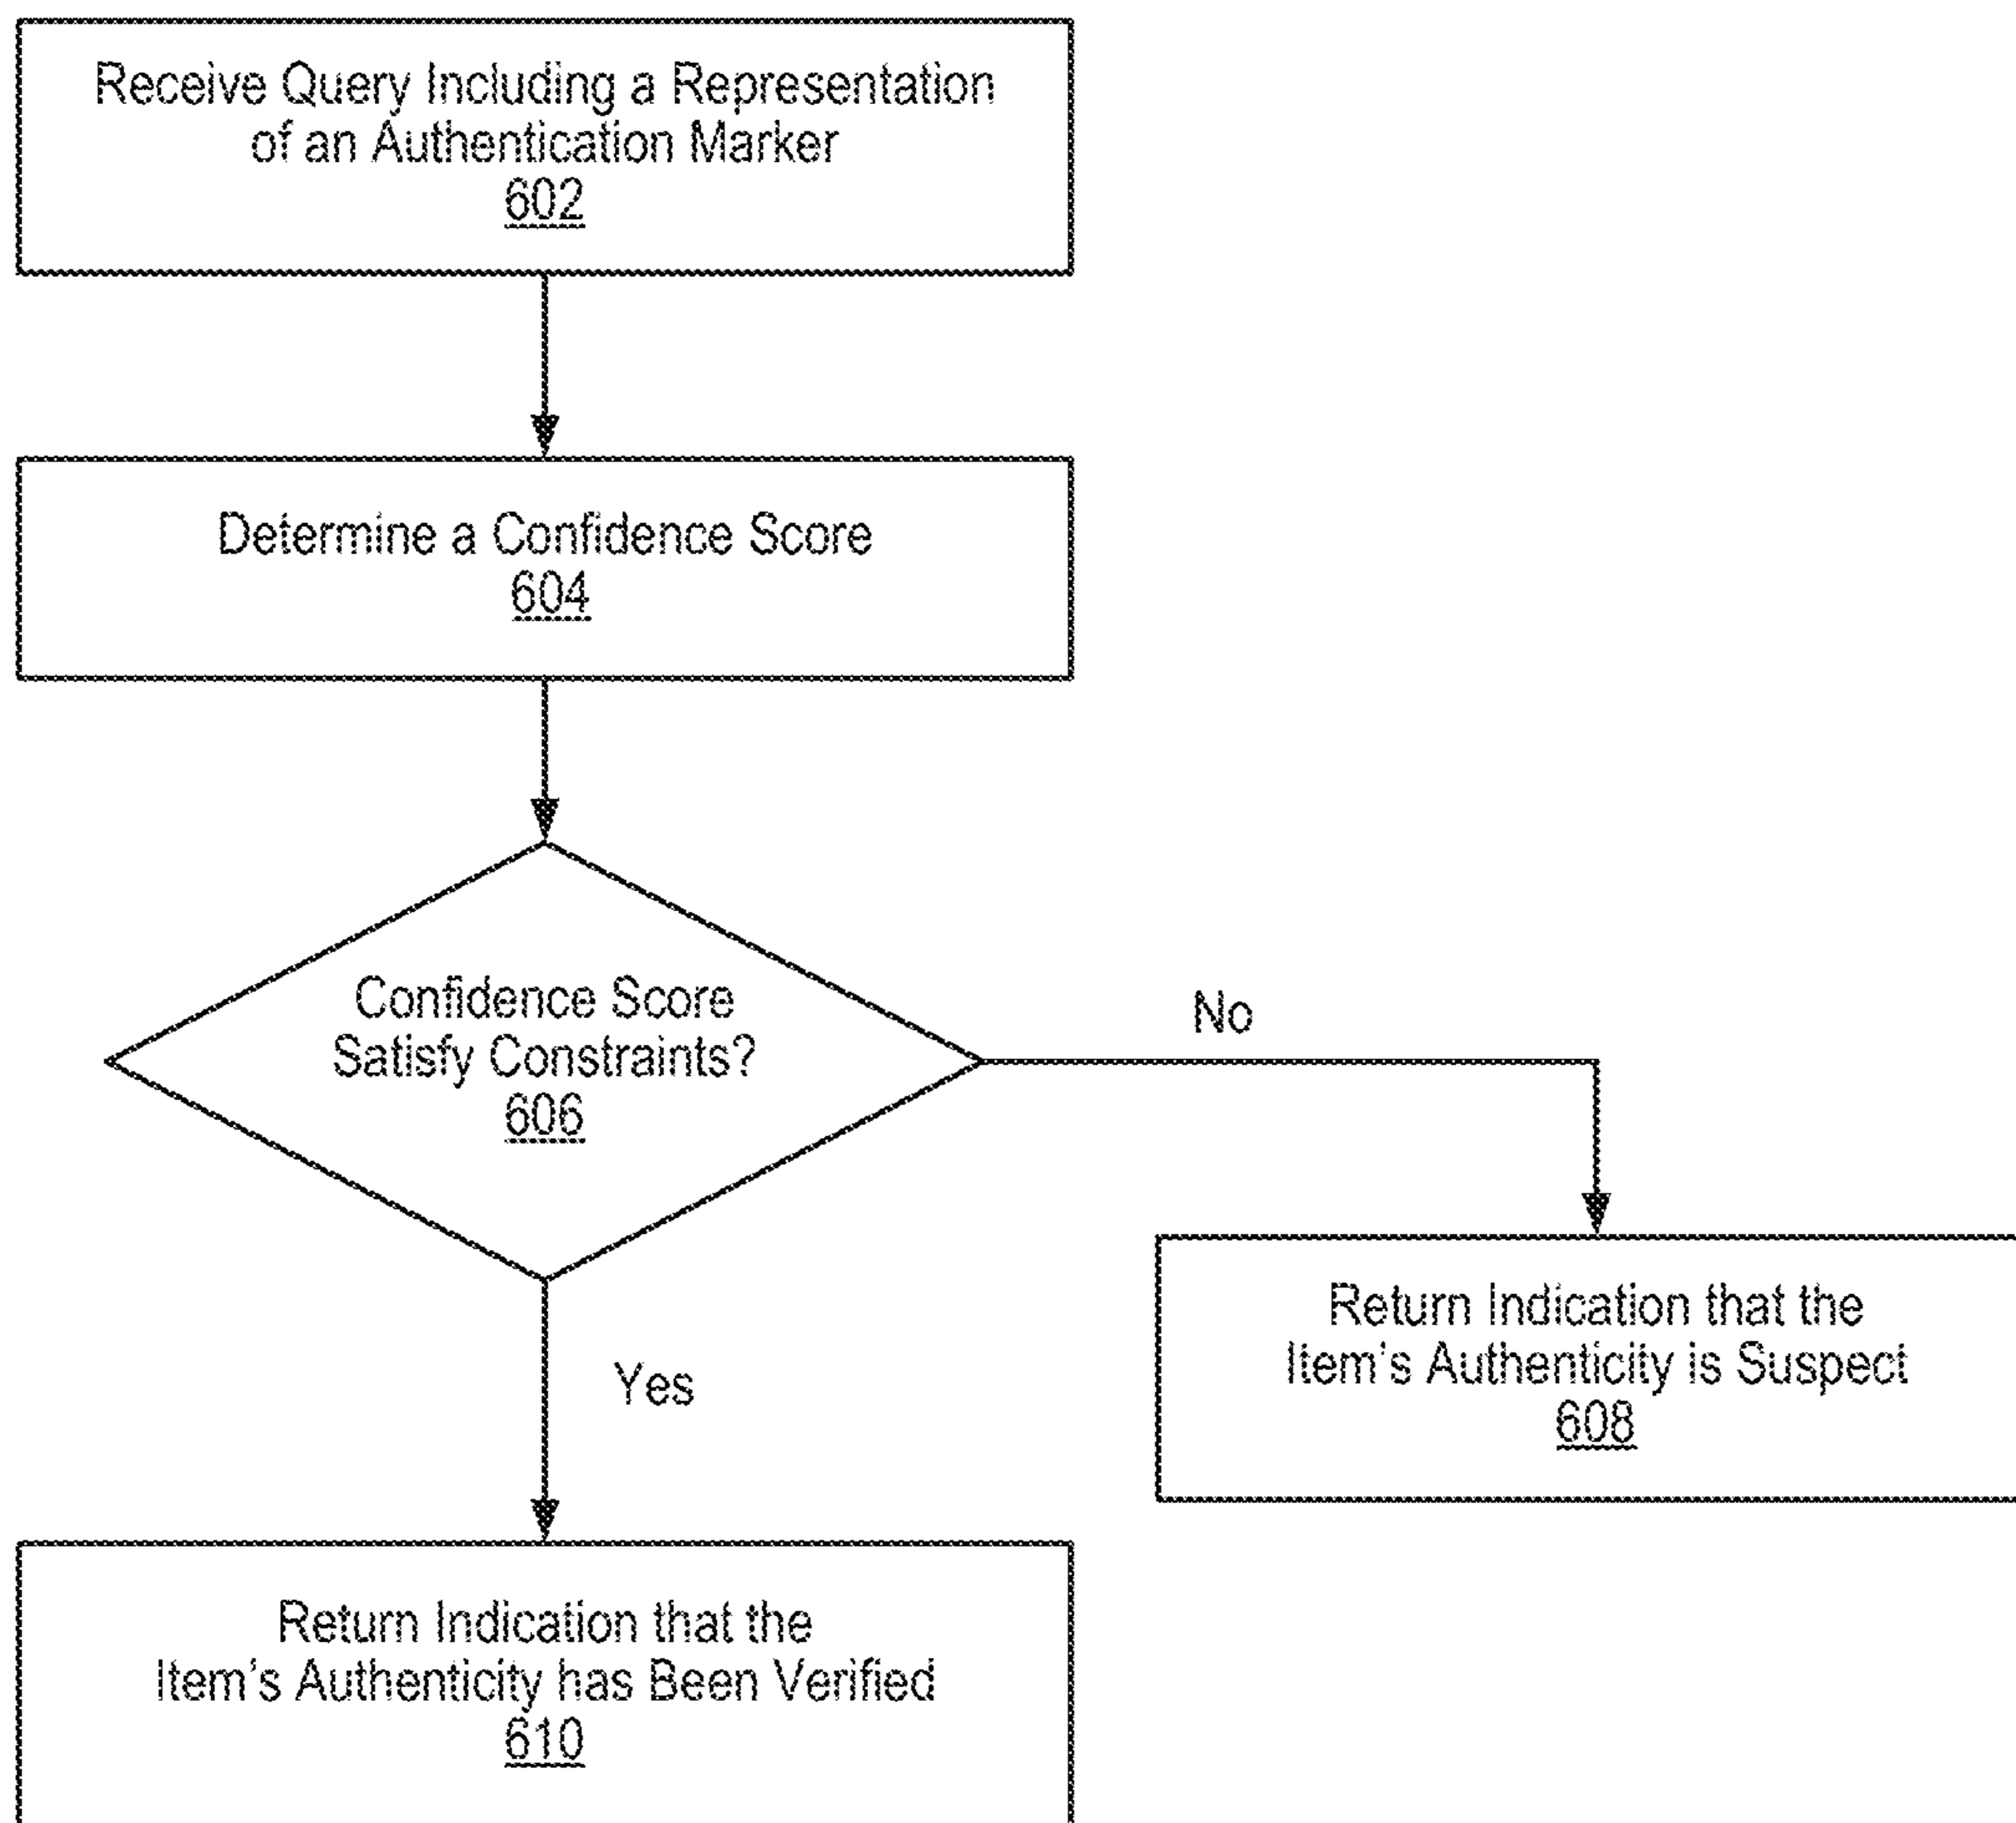 Receive Query Including a Representation
of an Authentication Marker
602
Determine a Confidence Score
604
Confidence Score
Satisfy Constraints?
606
No
Return Indication that the
Item's Authenticity is Suspect
608
Yes
Return Indication that the
Item's Authenticity has Been Verified
610